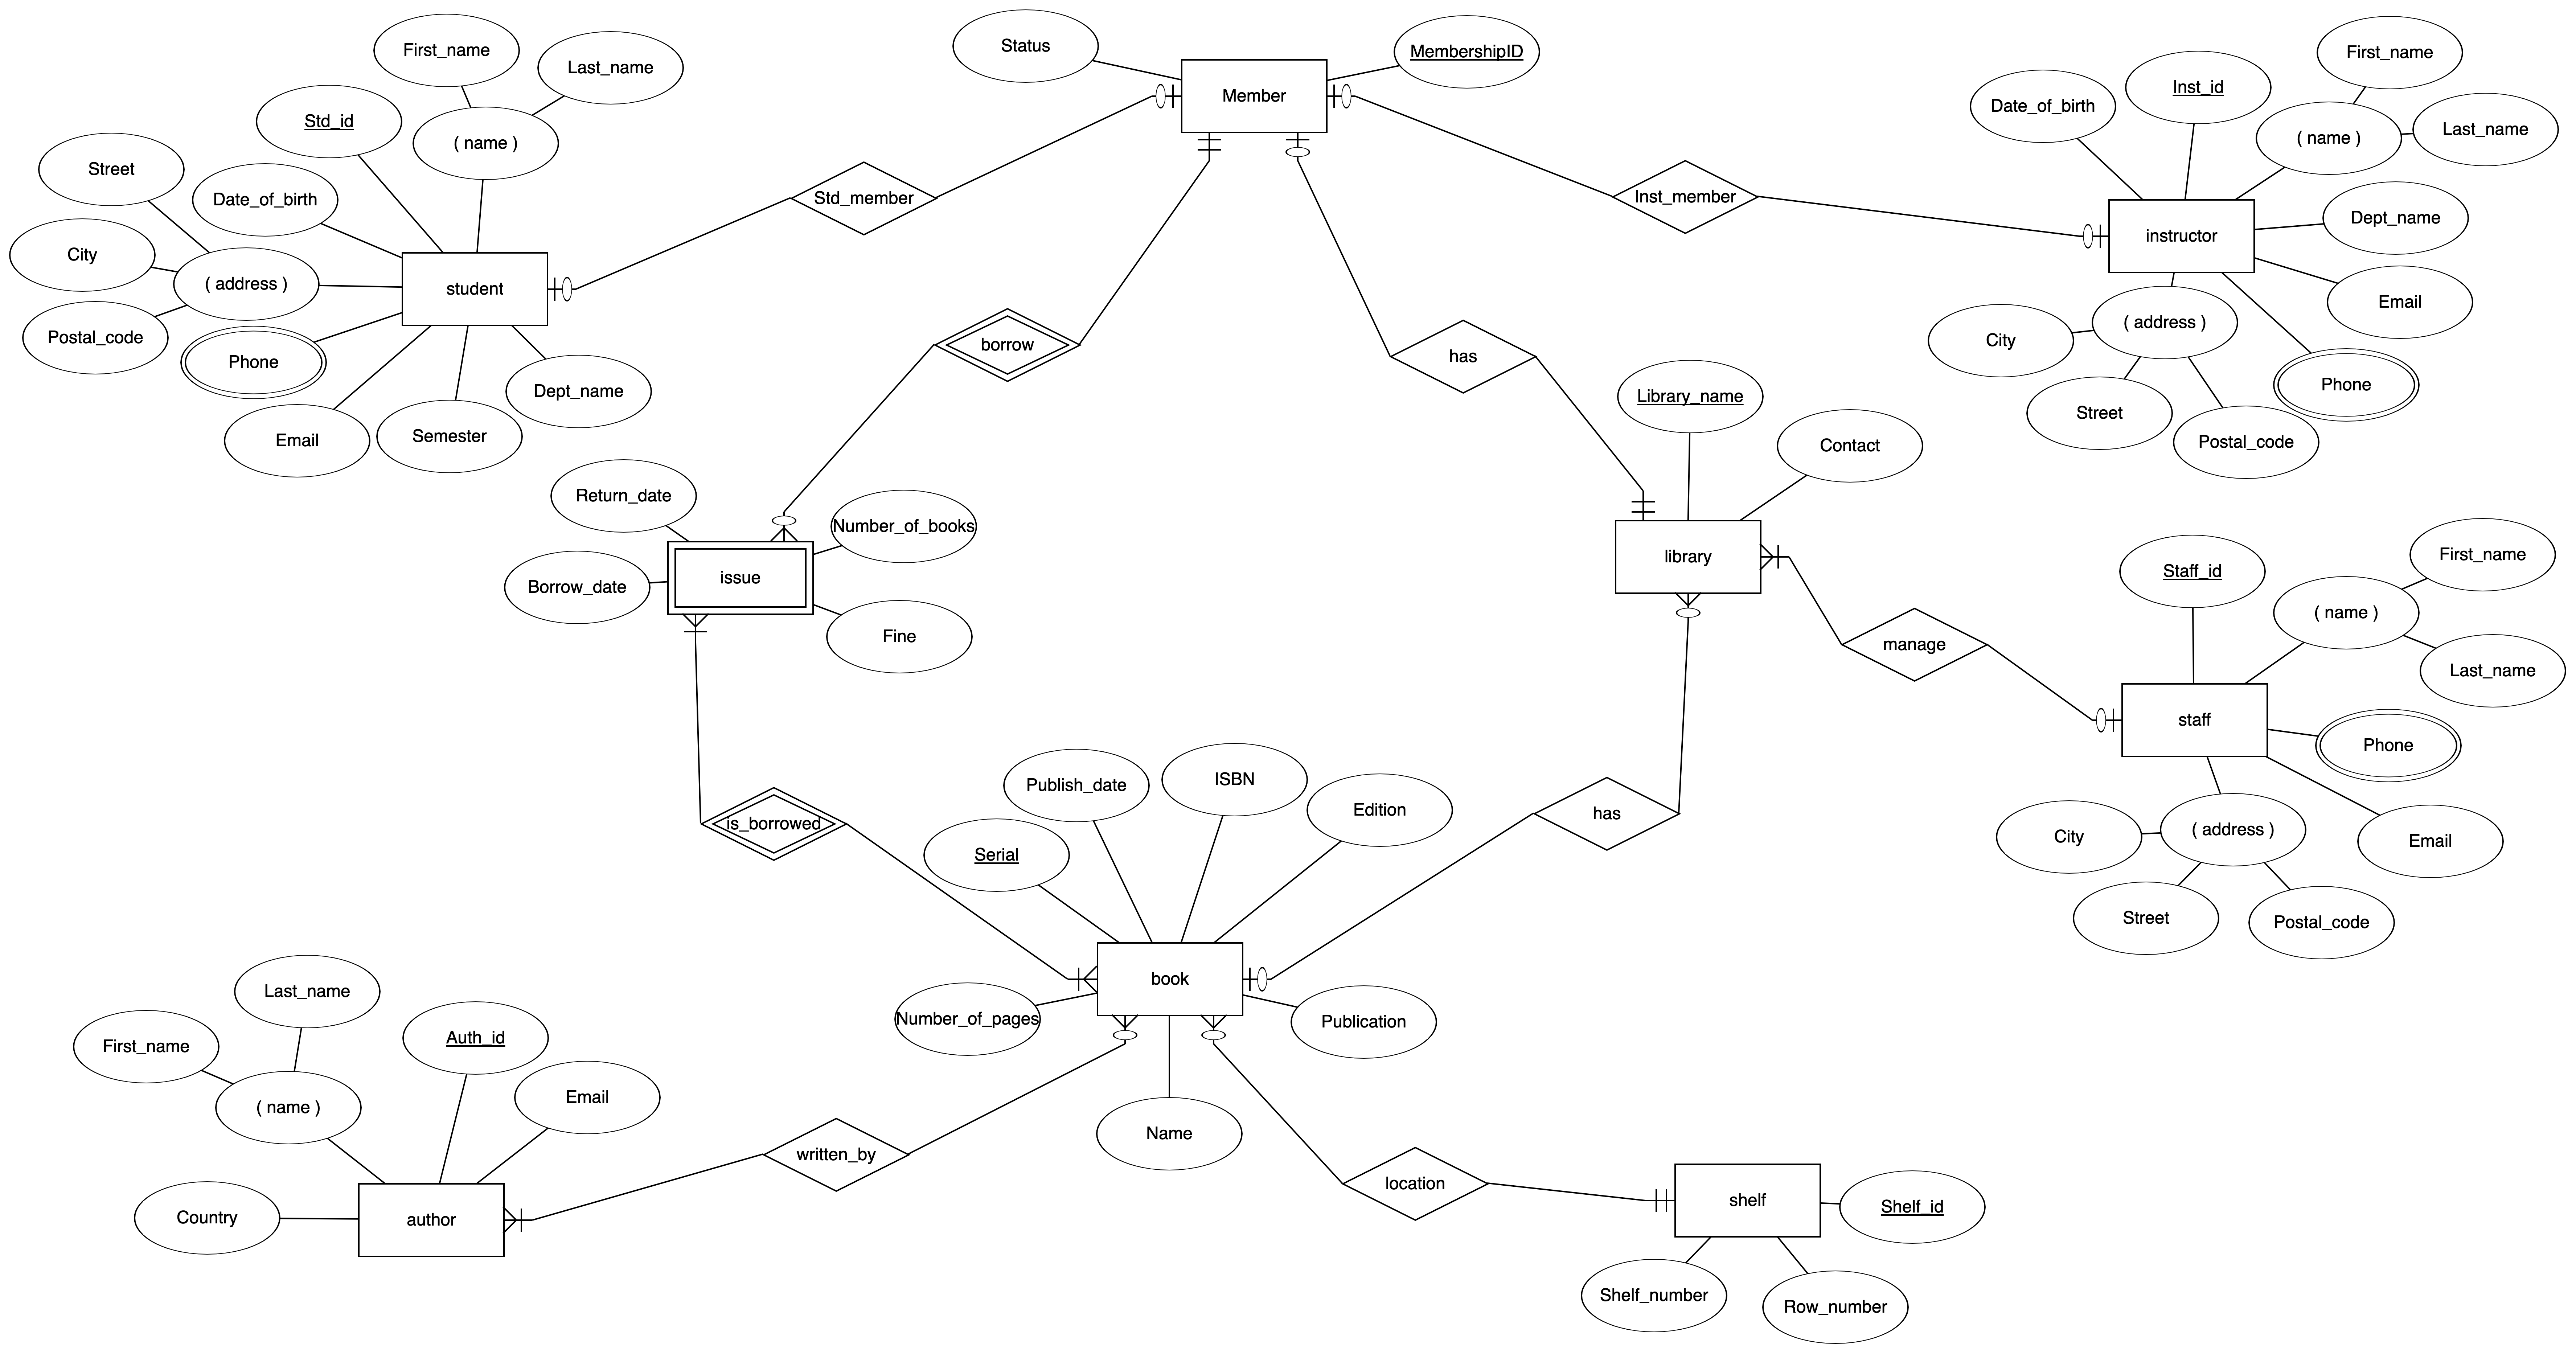 First_name
Last_name
Std_id
( name )
Street
Date_of_birth
City
( address )
student
Postal_code
Phone
Email
Semester
Dept_name
Std_member
Status
Member
MembershipID
Inst_member
First_name
Inst_id
Date_of_birth
( name )
Last_name
Dept_name
instructor
Email
( address )
City
Phone
Street
Postal_code
borrow
has
Library_name
Contact
Return_date
Number_of_books
issue
Borrow_date
Fine
library
manage
Staff_id
First_name
( name )
Last_name
staff
Phone
City
( address )
Email
Street
Postal_code
is_borrowed
Publish_date
ISBN
Edition
Serial
has
book
Number_of_pages
Publication
Name
Last_name
First_name
Auth_id
( name )
Email
Country
author
written_by
location
shelf
Shelf_id
Shelf_number
Row_number